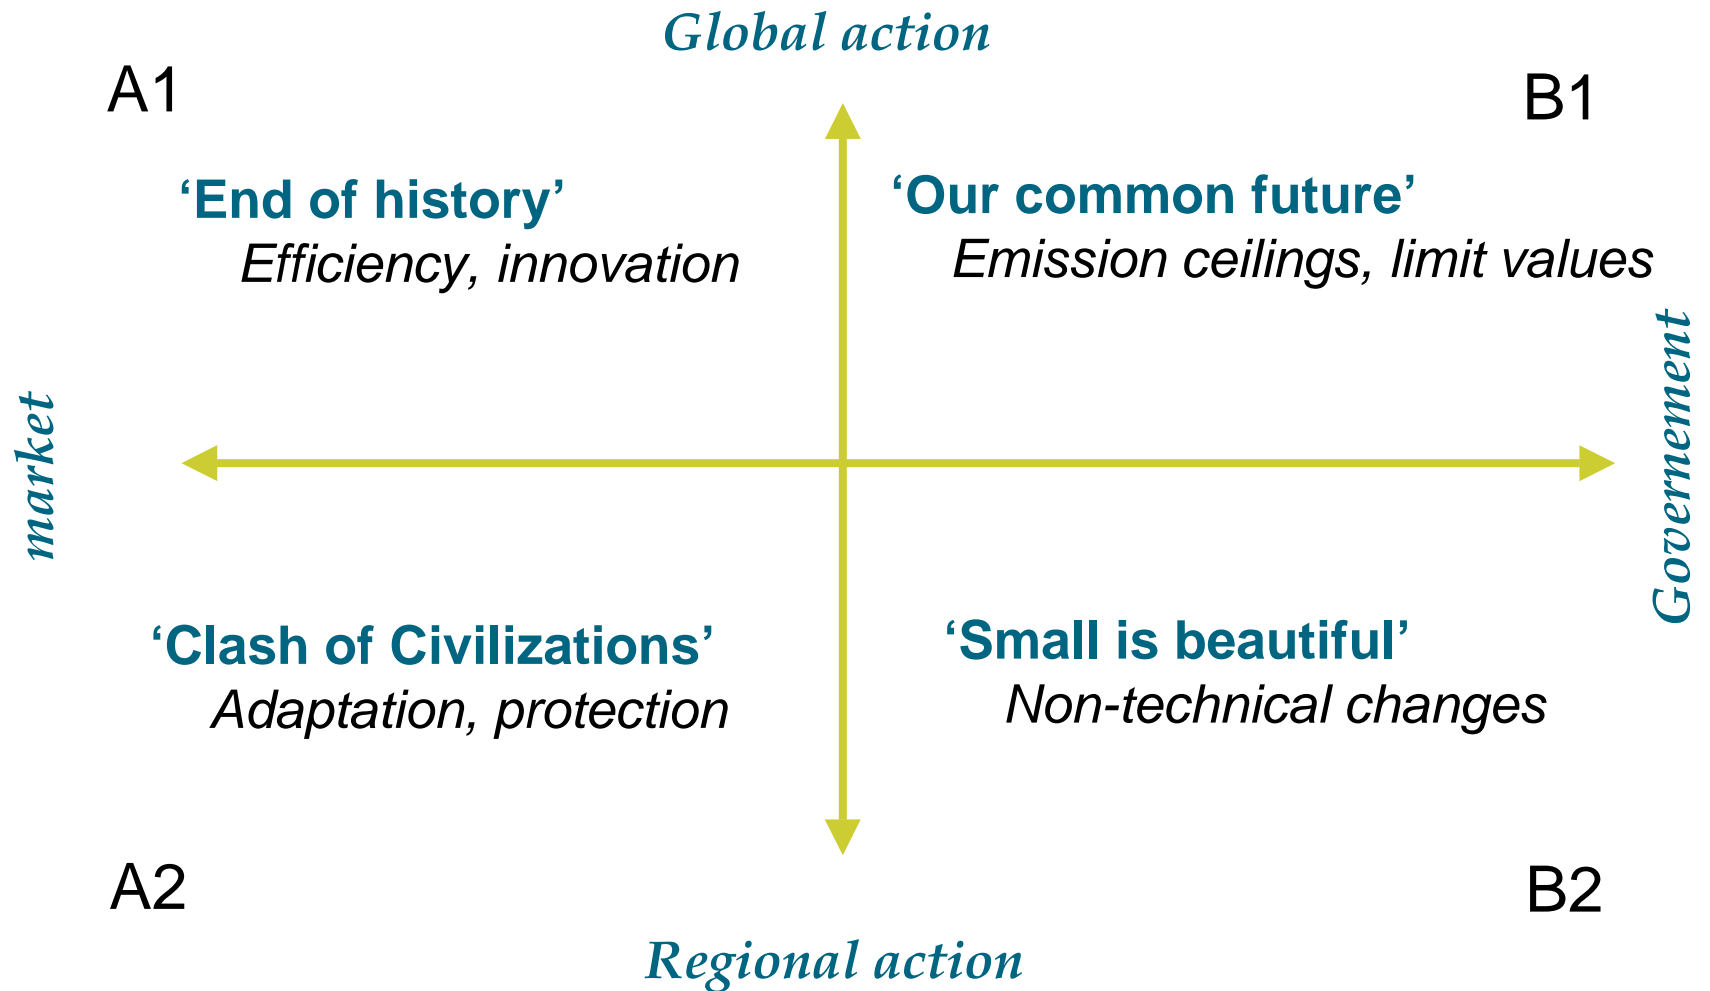 Global action
A1
B1
‘End of history’
Efficiency, innovation
‘Our common future’
Emission ceilings, limit values
market
Governement
‘Clash of Civilizations’
Adaptation, protection
‘Small is beautiful’
Non-technical changes
A2
B2
Regional action